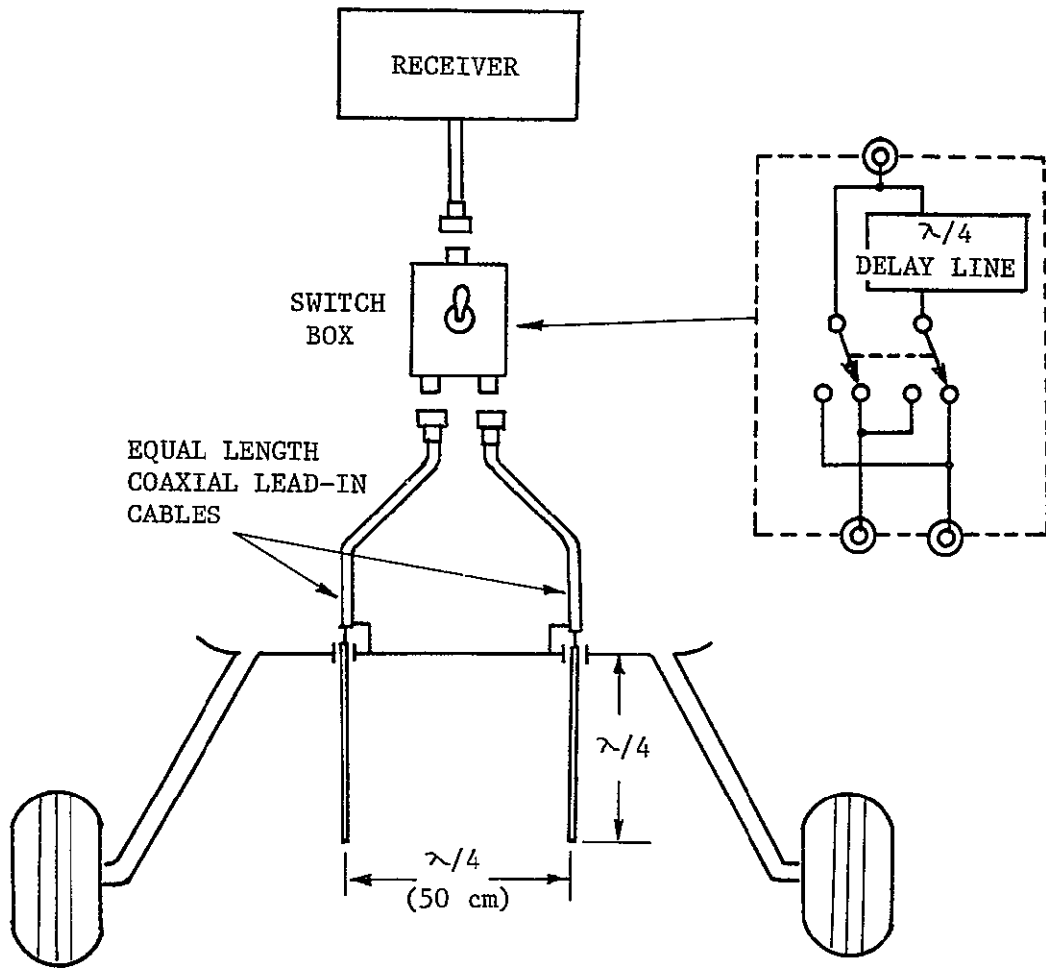 RECEIVER
λ/4
DELAY LINE
SWITCH
BOX
EQUAL LENGTH
COAXIAL LEAD-IN
CABLES
λ/4
λ/4
(50 cm)